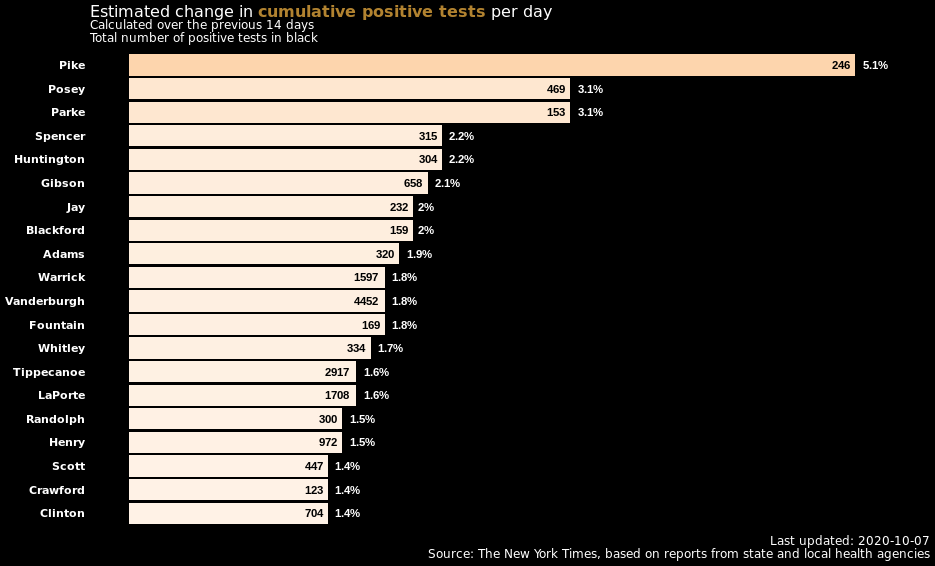 Estimated change in cumulative positive tests per day
Calculated over the previous 14 days
Total number of positive tests in black
Pike 246 5.1%
Posey 469 3.1%
Parke 153 3.1%
Spencer 315 2.2%
Huntington 304 2.2%
Gibson 658 2.1%
Jay 232 2%
Blackford 159 2%
Adams 320 1.9%
Warrick 1597 1.8%
Vanderburgh 4452 1.8%
Fountain 169 1.8%
Whitley 334 1.7%
Tippecanoe 2917 1.6%
LaPorte 1708 1.6%
Randolph 300 1.5%
Henry 972 1.5%
Scott 447 1.4%
Crawford 123 1.4%
Clinton 704 1.4%
Last updated: 2020-10-07
Source: The New York Times, based on reports from state and local health agencies